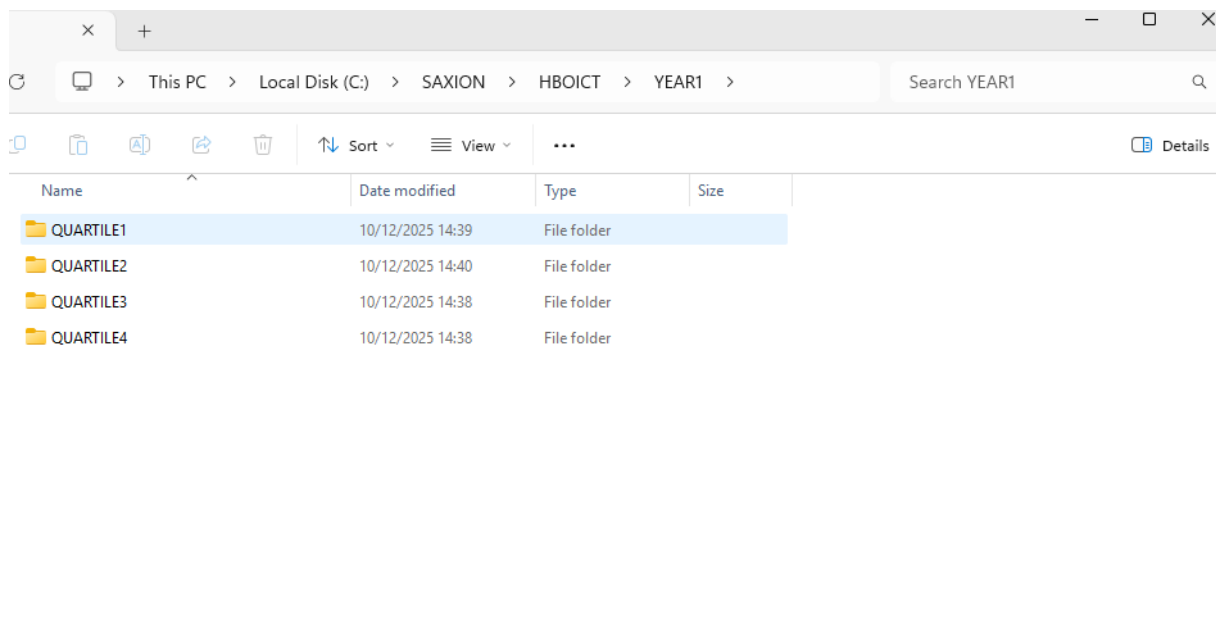 This PC > Local Disk (C:) > SAXION > HBOICT > YEAR1 > Search YEAR1
Sort View ... Details
Name Date modified Type Size
QUARTILE1 10/12/2025 14:39 File folder
QUARTILE2 10/12/2025 14:40 File folder
QUARTILE3 10/12/2025 14:38 File folder
QUARTILE4 10/12/2025 14:38 File folder